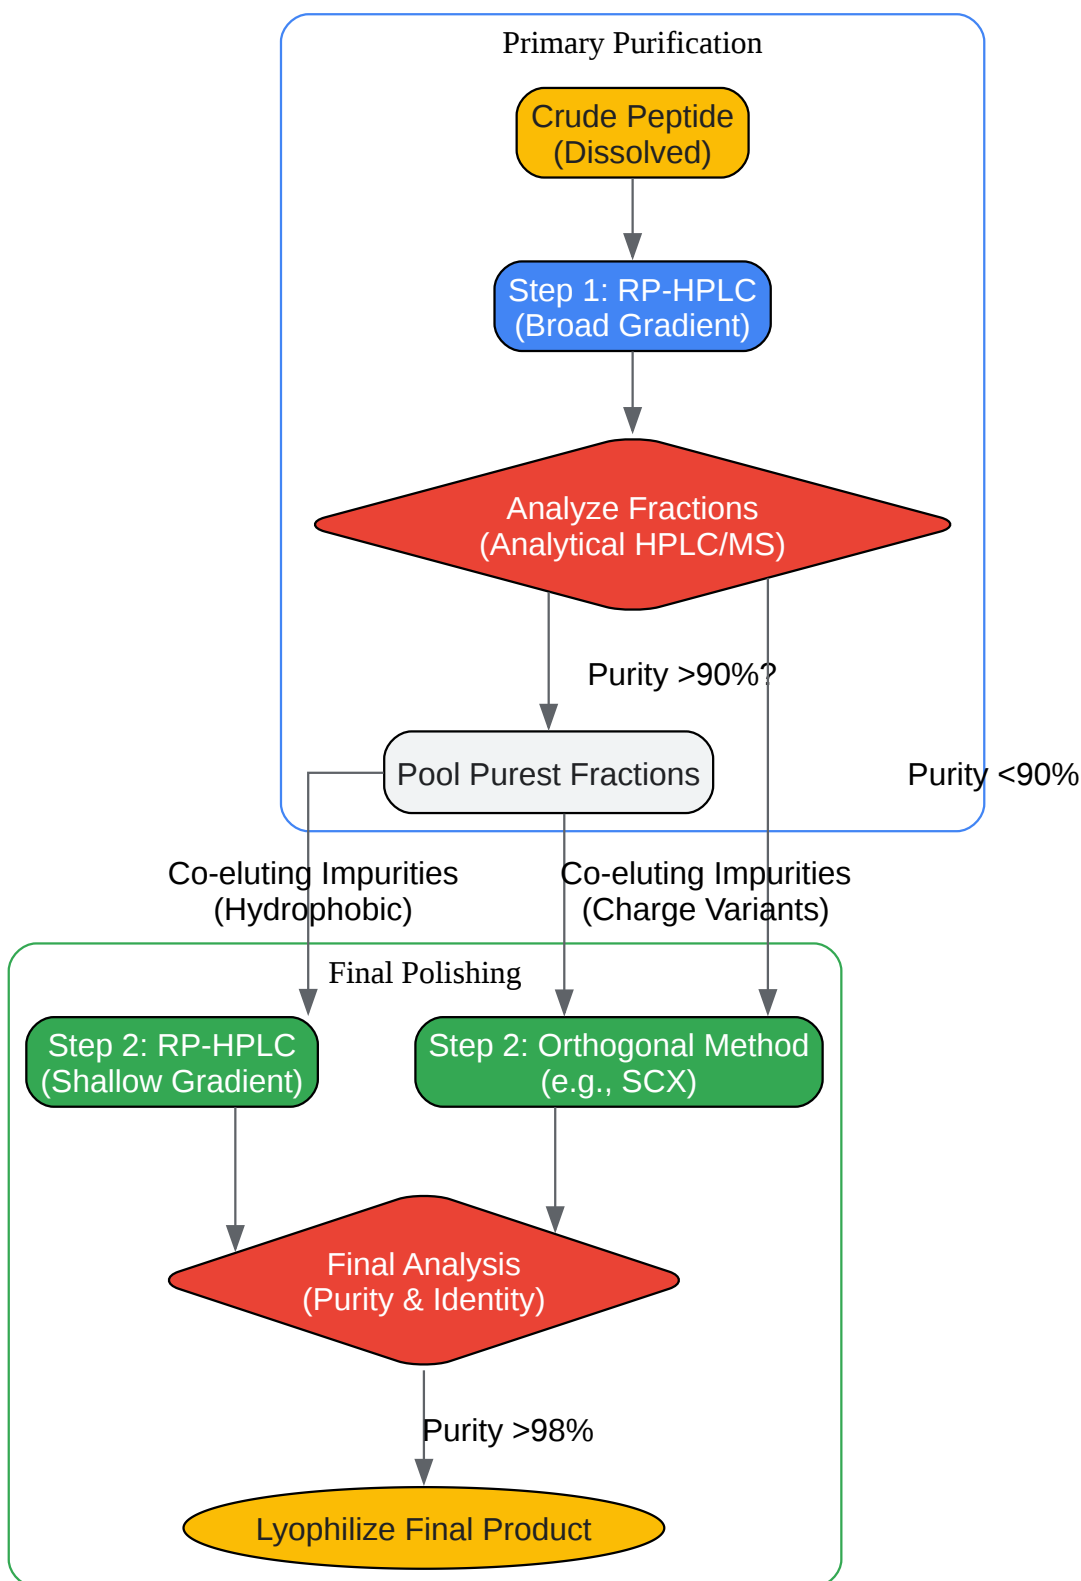 Primary Purification
Crude Peptide
(Dissolved)
Step 1: RP-HPLC
(Broad Gradient)
Analyze Fractions
(Analytical HPLC/MS)
Purity >90%?
Pool Purest Fractions
Purity <90%
Co-eluting Impurities
(Hydrophobic)
Co-eluting Impurities
(Charge Variants)
Final Polishing
Step 2: RP-HPLC
(Shallow Gradient)
Step 2: Orthogonal Method
(e.g., SCX)
Final Analysis
(Purity & Identity)
Purity >98%
Lyophilize Final Product